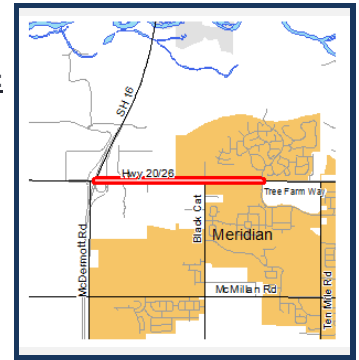 SH 16
Hwy 20/26
Tree Farm Way
Black Cat
Meridian
McDermott Rd
McMillan Rd
Ten Mile Rd